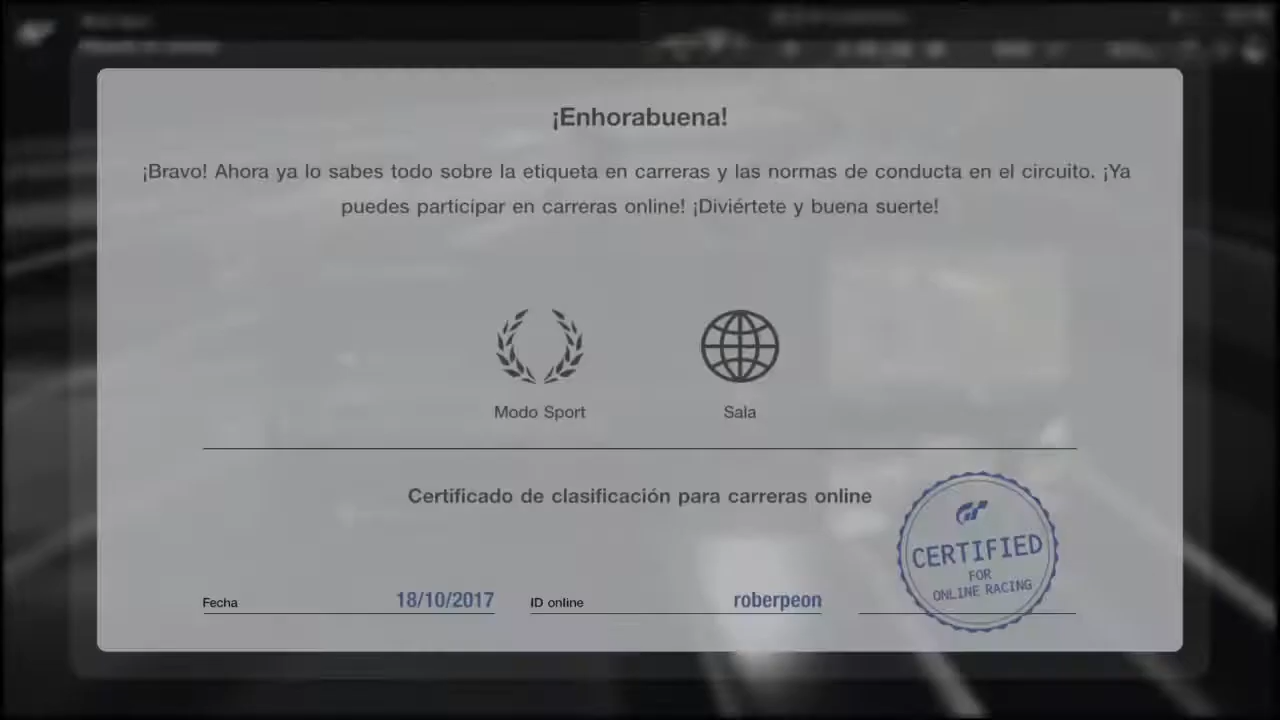 ¡Enhorabuena!
¡Bravo! Ahora ya lo sabes todo sobre la etiqueta en carreras y las normas de conducta en el circuito. ¡Ya
puedes participar en carreras online! ¡Diviértete y buena suerte!
Modo Sport
Sala
Certificado de clasificación para carreras online
GT
CERTIFIED
FOR
ONLINE RACING
Fecha
18/10/2017
ID online
roberpeon